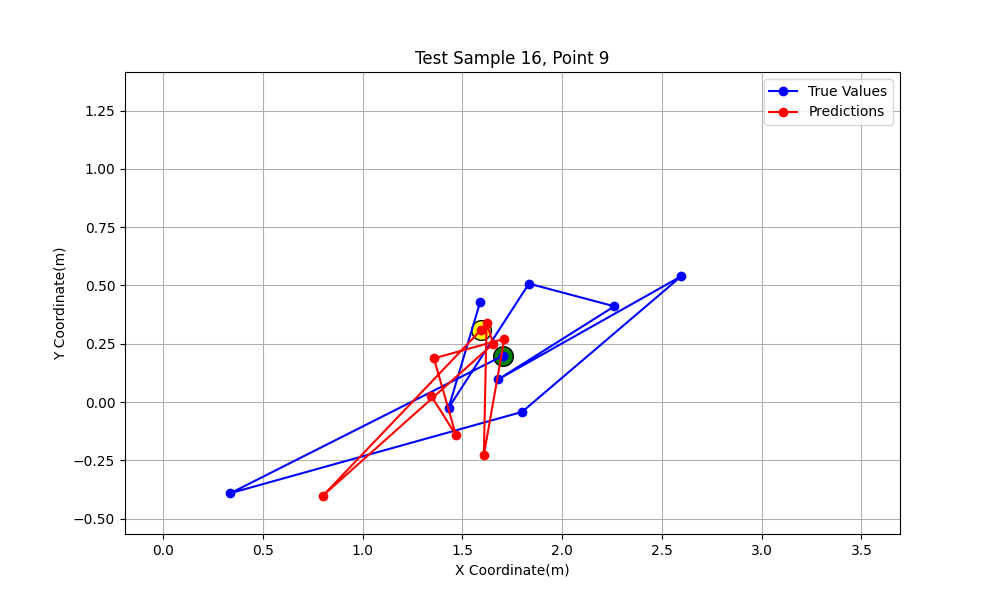 Test Sample 16, Point 9
True Values
Predictions
1.25
1.00
0.75
0.50
0.25
0.00
−0.25
−0.50
Y Coordinate(m)
0.0 0.5 1.0 1.5 2.0 2.5 3.0 3.5
X Coordinate(m)